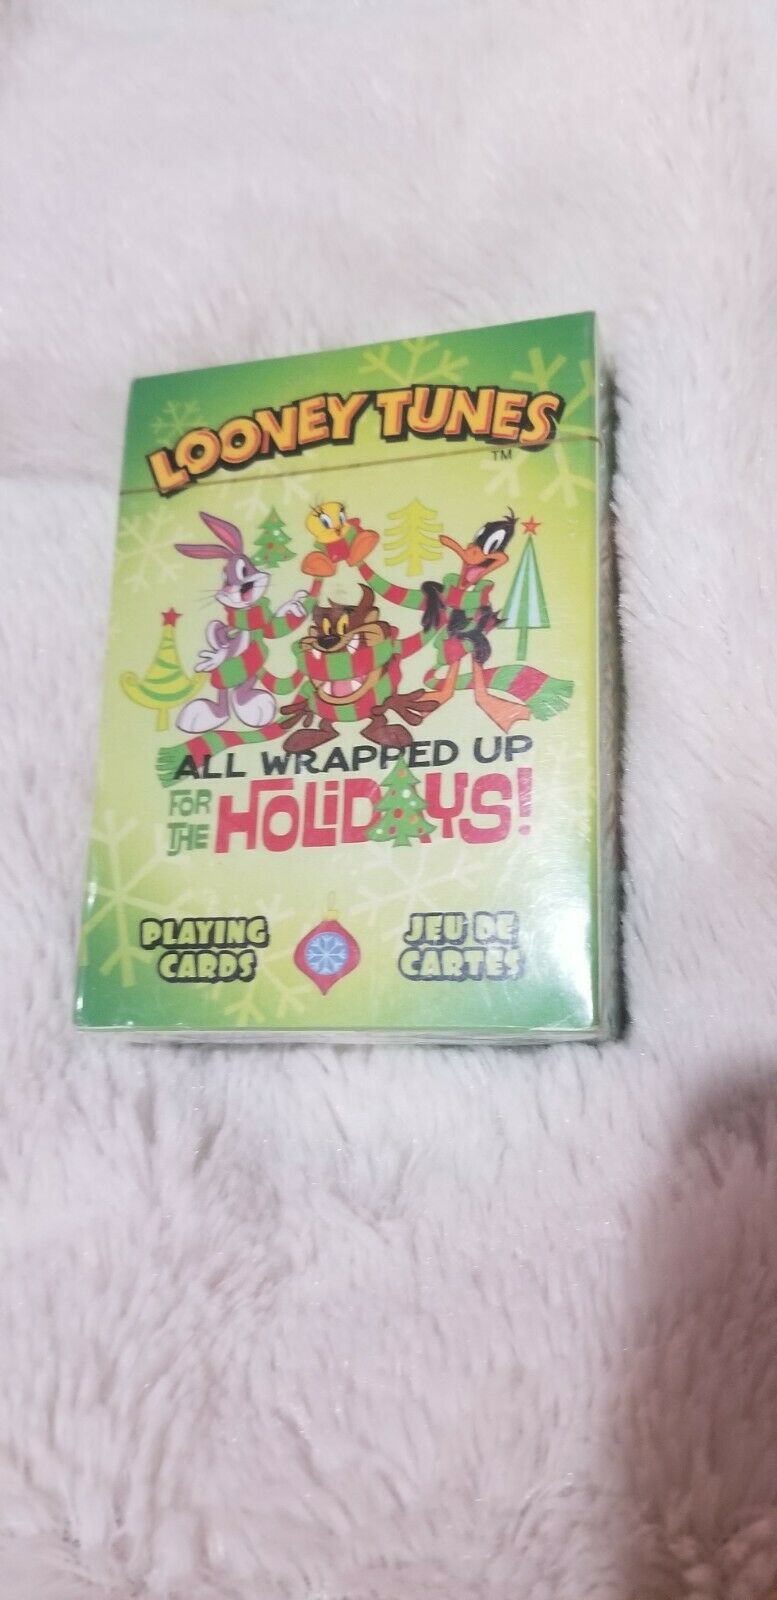 LOONEY TUNES
TM
ALL WRAPPED UP
FOR THE HOLIDAYS!
PLAYING CARDS
JEU DE CARTES